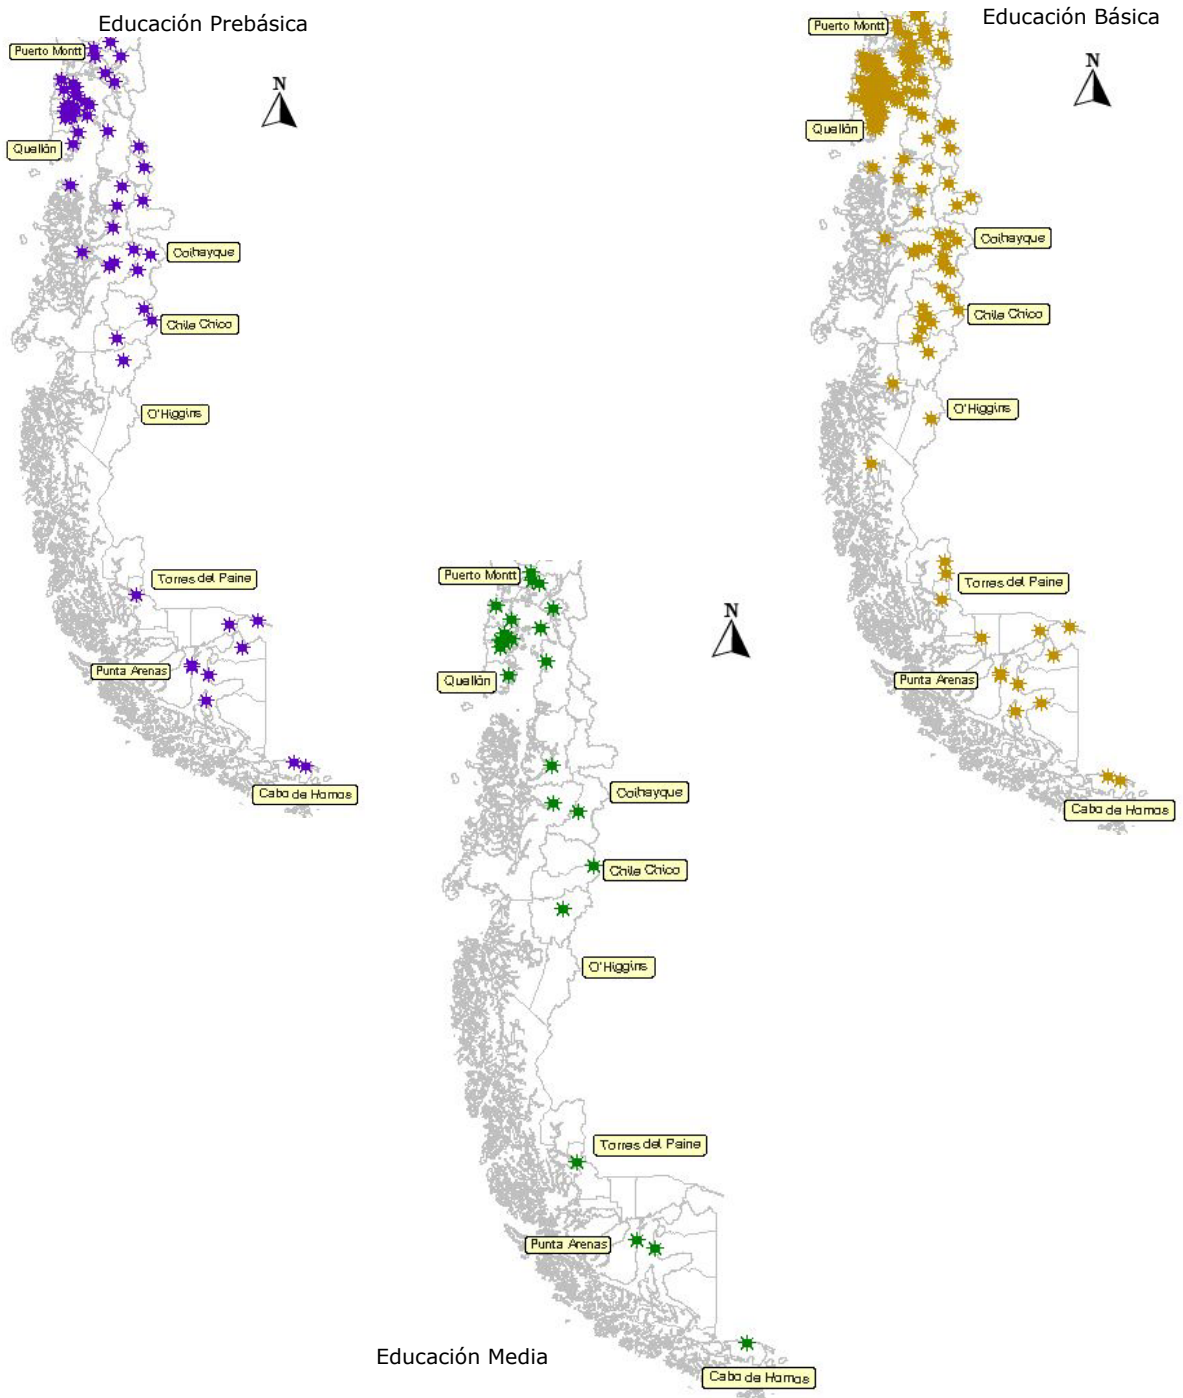 Educación Prebásica
Puerto Montt
N
Quellón
Coihayque
Chile Chico
O'Higgins
Torres del Paine
Punta Arenas
Cabo de Hornos
Educación Básica
Puerto Montt
N
Quellón
Coihayque
Chile Chico
O'Higgins
Torres del Paine
Punta Arenas
Cabo de Hornos
Puerto Montt
N
Quellón
Coihayque
Chile Chico
O'Higgins
Torres del Paine
Punta Arenas
Educación Media
Cabo de Hornos